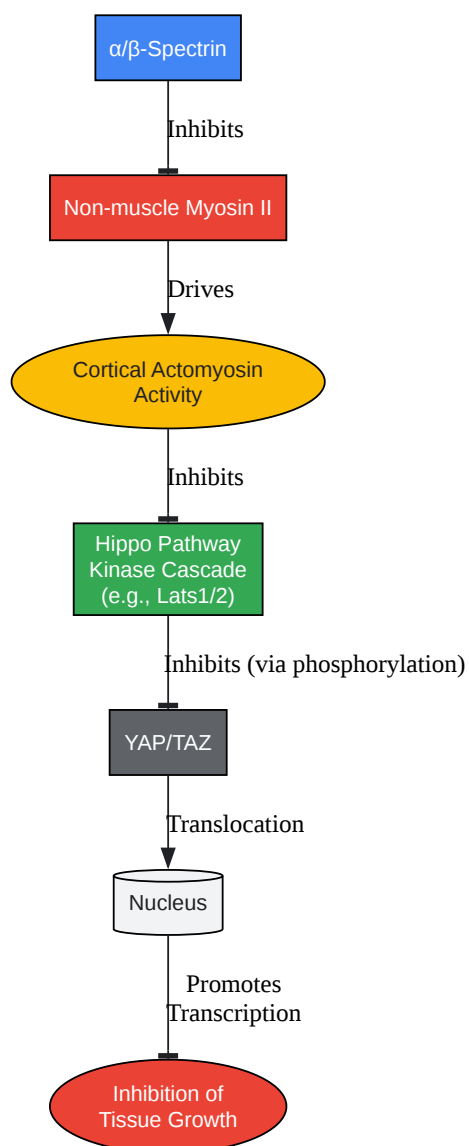 α/β-Spectrin
Inhibits
Non-muscle Myosin II
Drives
Cortical Actomyosin
Activity
Inhibits
Hippo Pathway
Kinase Cascade
(e.g., Lats1/2)
Inhibits (via phosphorylation)
YAP/TAZ
Translocation
Nucleus
Promotes
Transcription
Inhibition of
Tissue Growth